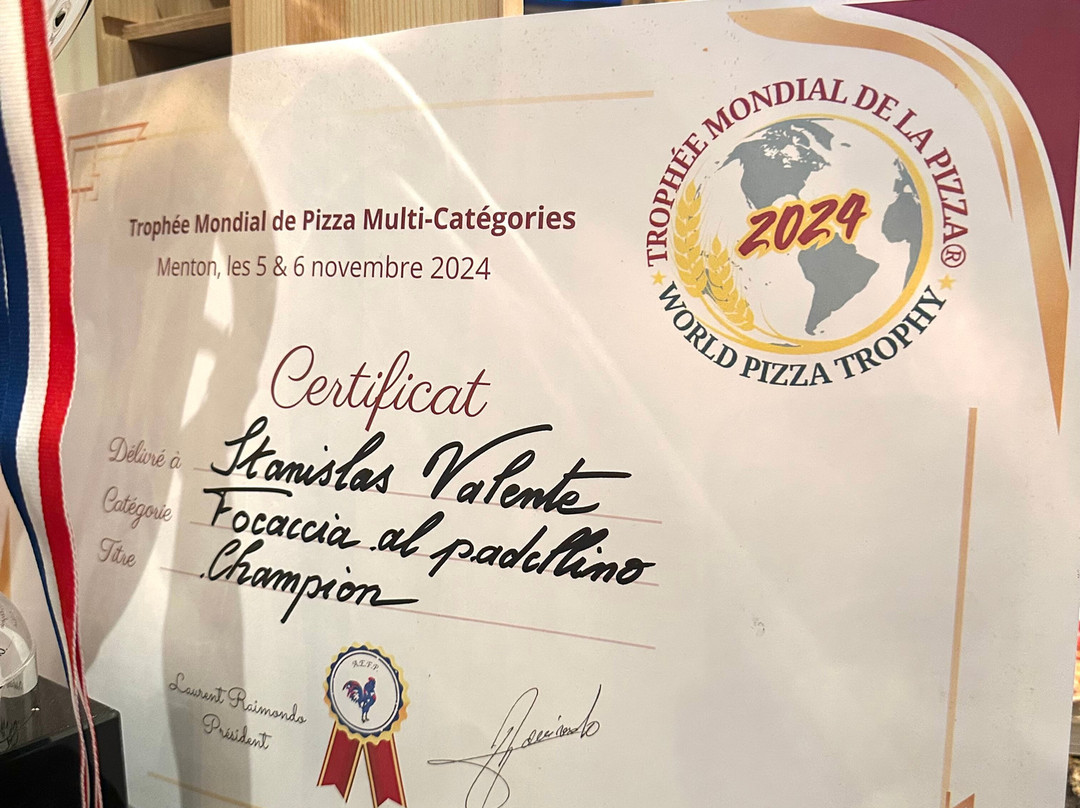 TROPHÉE MONDIAL DE LA PIZZA®
2024
WORLD PIZZA TROPHY
Trophée Mondial de Pizza Multi-Catégories
Menton, les 5 & 6 novembre 2024
Certificat
Délivré à Stanislas Valente
Catégorie Focaccia al padellino
Titre Champion
A.E.F.P
Laurent Raimondo
Président